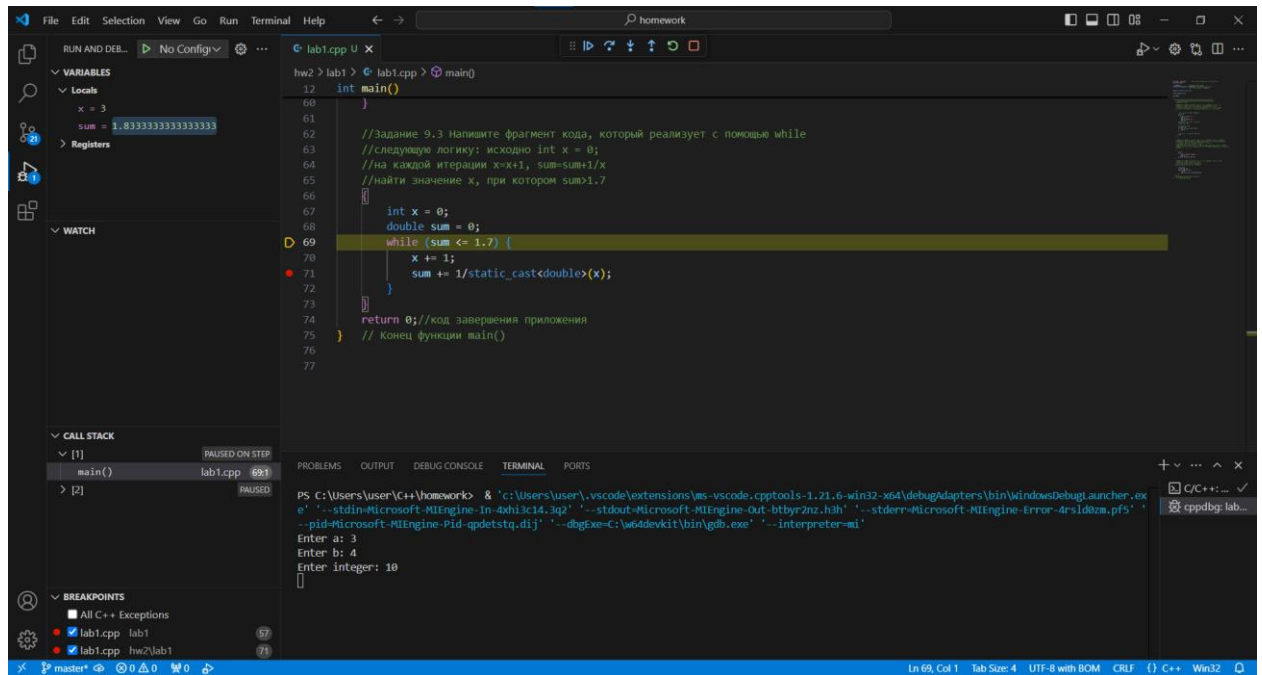 File Edit Selection View Go Run Terminal Help
homework
RUN AND DEB... No Config
lab1.cpp U
VARIABLES
Locals
x = 3
sum = 1.8333333333333333
Registers
WATCH
CALL STACK
[1] PAUSED ON STEP
main() lab1.cpp 69:1
[2] PAUSED
BREAKPOINTS
All C++ Exceptions
lab1.cpp lab1 57
lab1.cpp hw2\lab1 71
21
1
hw2 > lab1 > lab1.cpp > main()
12 int main()
60 }
61
62 //Задание 9.3 Напишите фрагмент кода, который реализует с помощью while
63 //следующую логику: исходно int x = 0;
64 //на каждой итерации x=x+1, sum=sum+1/x
65 //найти значение x, при котором sum>1.7
66 {
67 int x = 0;
68 double sum = 0;
69 while (sum <= 1.7) {
70 x += 1;
71 sum += 1/static_cast<double>(x);
72 }
73 }
74 return 0;//код завершения приложения
75 } // Конец функции main()
76
77
PROBLEMS OUTPUT DEBUG CONSOLE TERMINAL PORTS
PS C:\Users\user\C++\homework> & 'c:\Users\user\.vscode\extensions\ms-vscode.cpptools-1.21.6-win32-x64\debugAdapters\bin\WindowsDebugLauncher.ex
e' '--stdin=Microsoft-MIEngine-In-4xhi3c14.3q2' '--stdout=Microsoft-MIEngine-Out-btbyr2nz.h3h' '--stderr=Microsoft-MIEngine-Error-4rsld0zm.pf5' '
--pid=Microsoft-MIEngine-Pid-qpdetstq.dij' '--dbgExe=C:\w64devkit\bin\gdb.exe' '--interpreter=mi'
Enter a: 3
Enter b: 4
Enter integer: 10
C/C++: ...
cppdbg: lab...
master* 0 0 0 Ln 69, Col 1 Tab Size: 4 UTF-8 with BOM CRLF {} C++ Win32